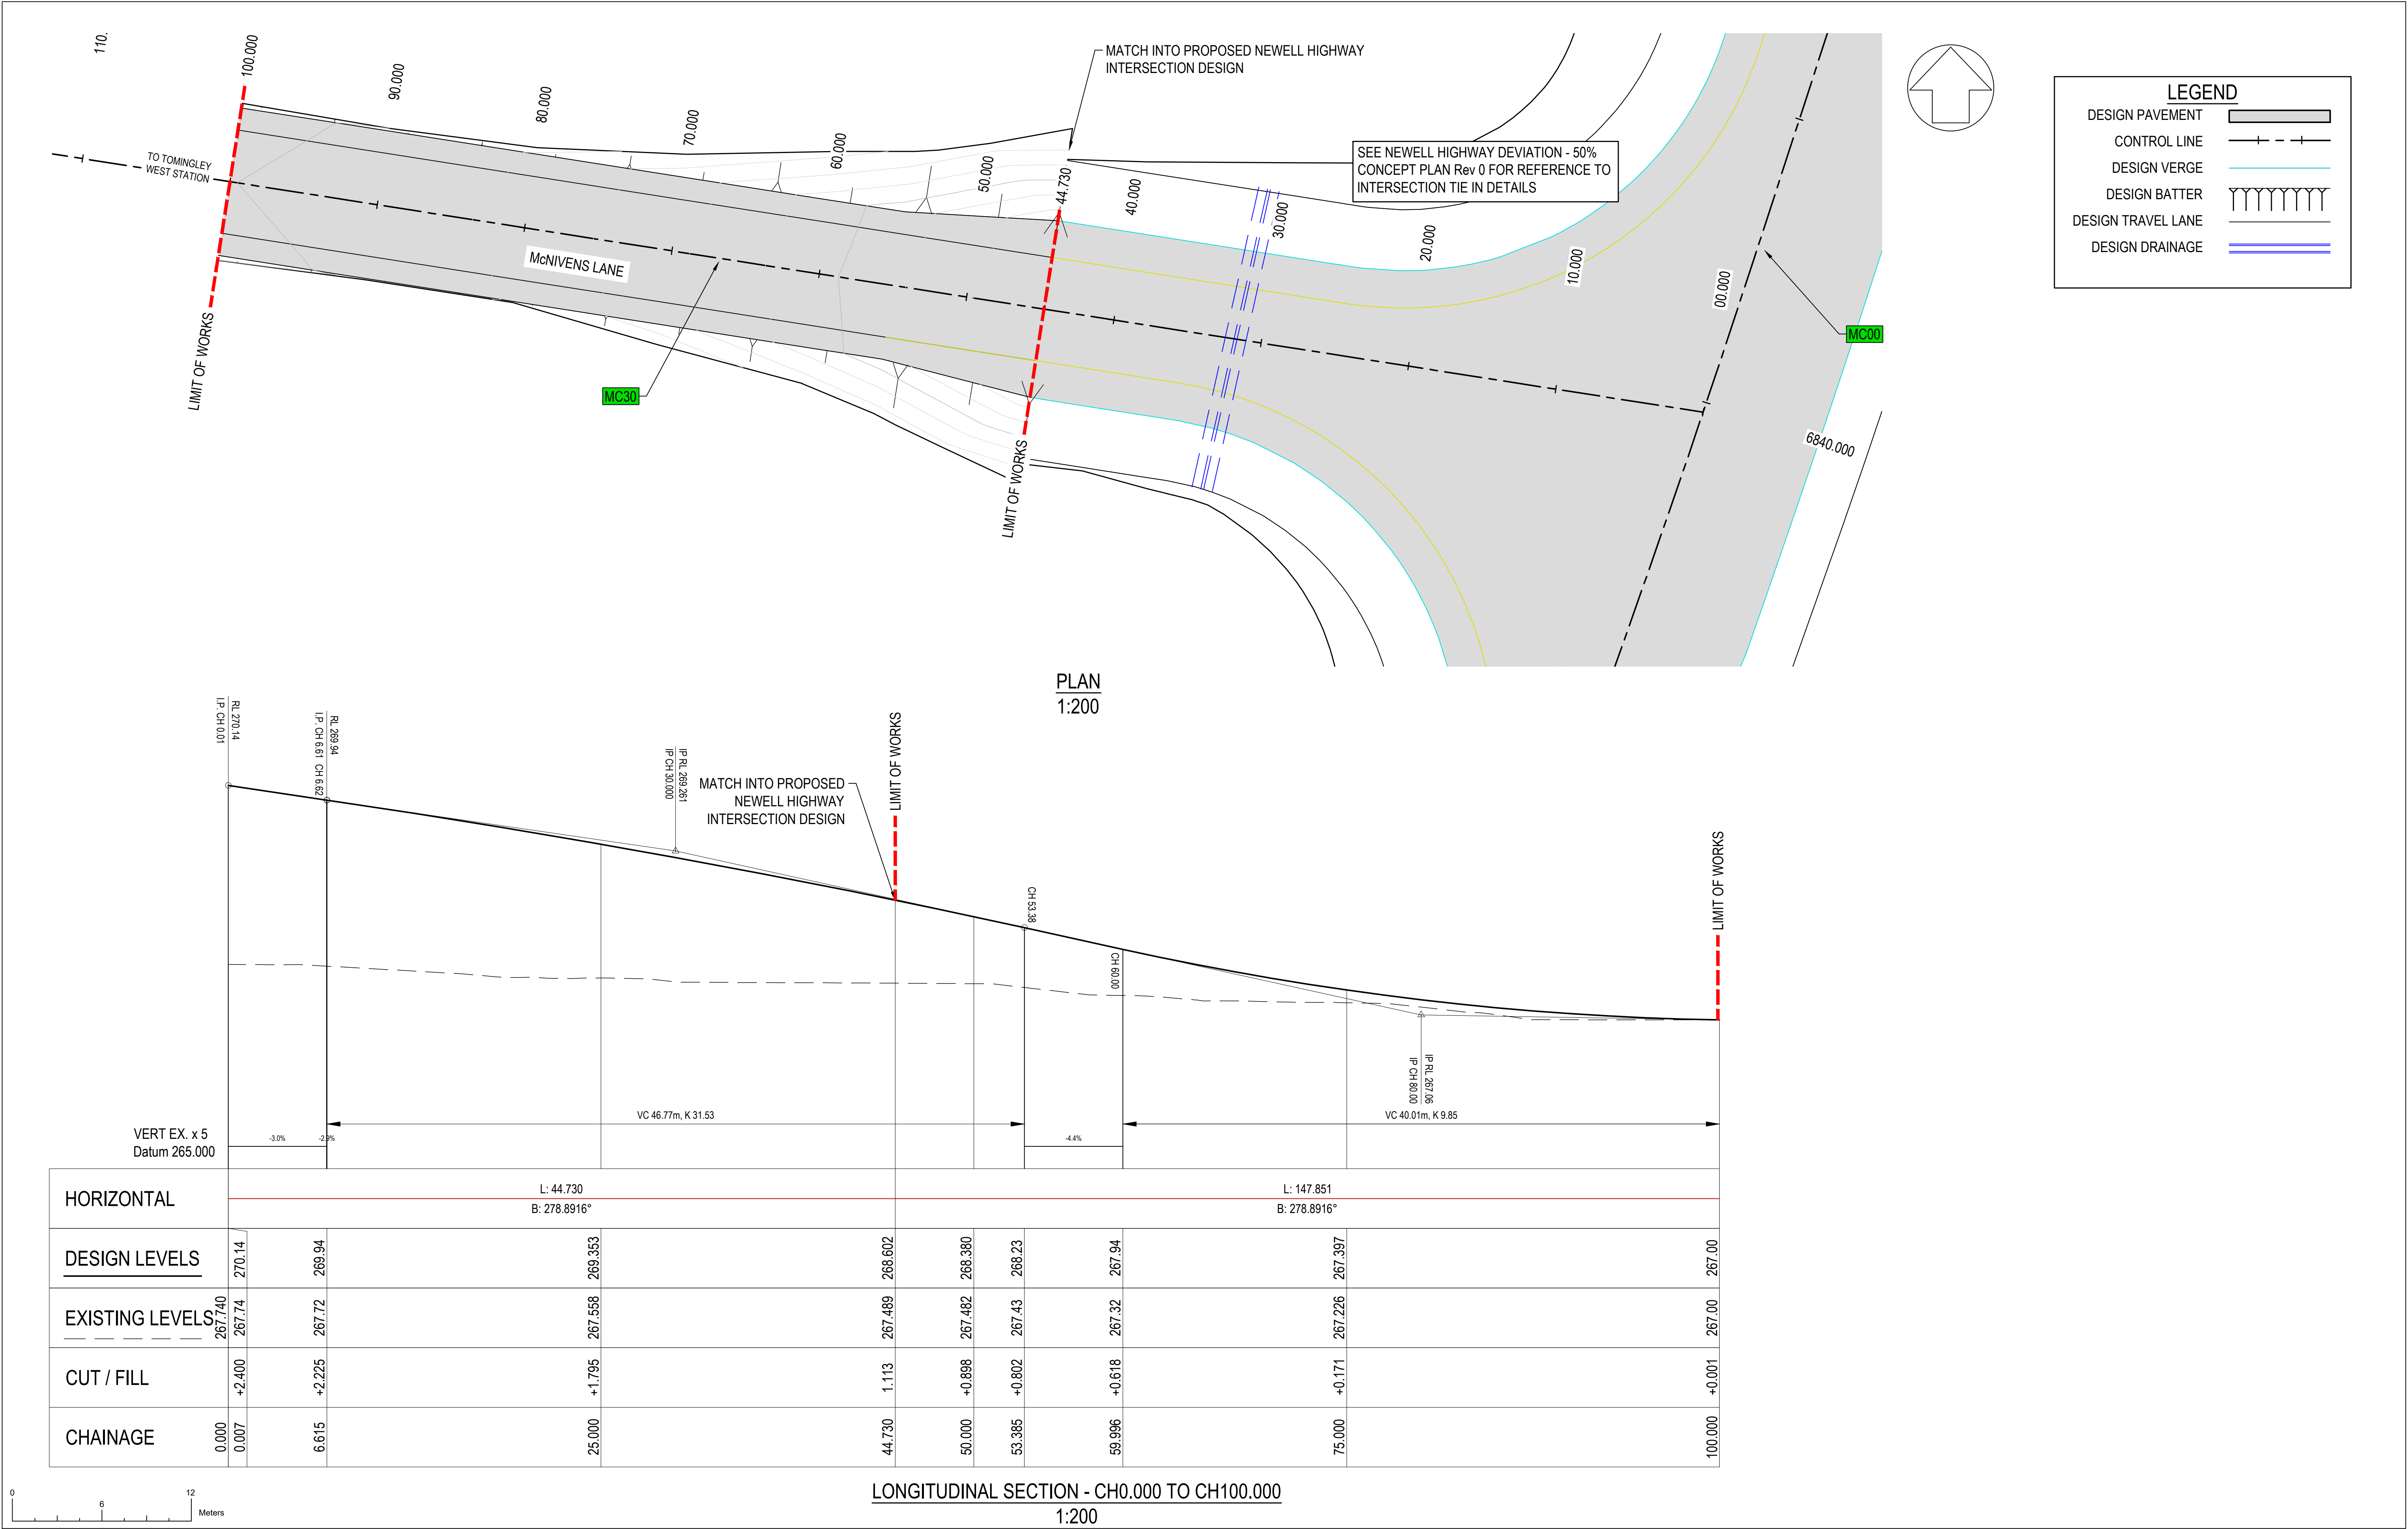 110.
100.000
90.000
80.000
70.000
60.000
50.000
44.730
40.000
30.000
20.000
10.000
00.000
6840.000
MATCH INTO PROPOSED NEWELL HIGHWAY
INTERSECTION DESIGN
SEE NEWELL HIGHWAY DEVIATION - 50%
CONCEPT PLAN Rev 0 FOR REFERENCE TO
INTERSECTION TIE IN DETAILS
TO TOMINGLEY
WEST STATION
McNIVENS LANE
MC30
MC00
LIMIT OF WORKS
LIMIT OF WORKS
LEGEND
DESIGN PAVEMENT
CONTROL LINE
DESIGN VERGE
DESIGN BATTER
DESIGN TRAVEL LANE
DESIGN DRAINAGE
PLAN
1:200
RL 270.14
I.P. CH 0.01
RL 269.94
I.P. CH 6.61 CH 6.62
IP RL 269.261
IP CH 30.000
MATCH INTO PROPOSED
NEWELL HIGHWAY
INTERSECTION DESIGN
LIMIT OF WORKS
CH 53.38
CH 60.00
IP RL 267.06
IP CH 80.00
LIMIT OF WORKS
VC 46.77m, K 31.53
VC 40.01m, K 9.85
VERT EX. x 5
Datum 265.000
-3.0%
-2.9%
-4.4%
HORIZONTAL
L: 44.730
B: 278.8916°
L: 147.851
B: 278.8916°
DESIGN LEVELS
270.14
269.94
269.353
268.602
268.380
268.23
267.94
267.397
267.00
EXISTING LEVELS
267.740
267.74
267.72
267.558
267.489
267.482
267.43
267.32
267.226
267.00
CUT / FILL
+2.400
+2.225
+1.795
1.113
+0.898
+0.802
+0.618
+0.171
+0.001
CHAINAGE
0.000
0.007
6.615
25.000
44.730
50.000
53.385
59.996
75.000
100.000
LONGITUDINAL SECTION - CH0.000 TO CH100.000
1:200
0
6
12
Meters